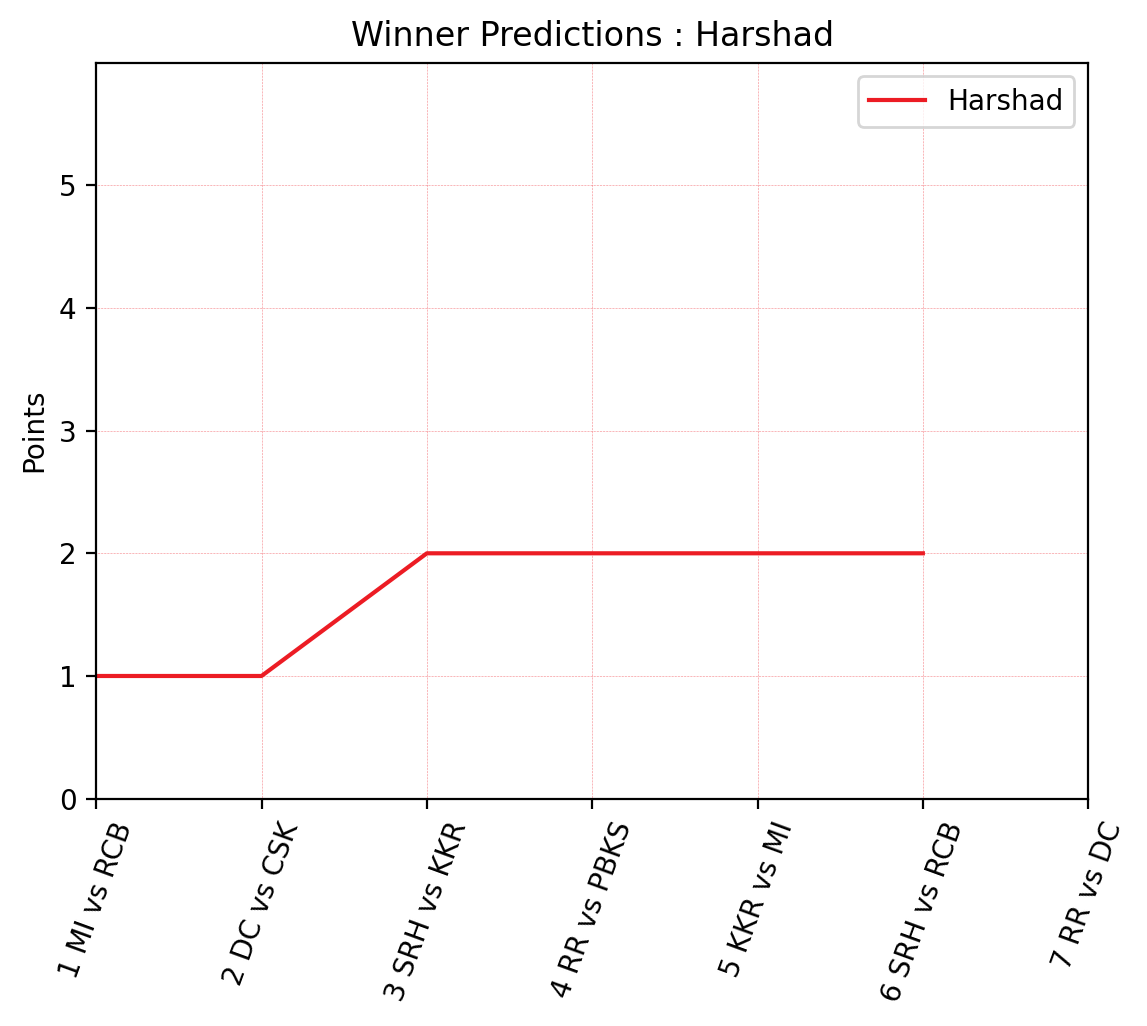 Winner Predictions : Harshad
Harshad
Points
5
4
3
2
1
0
1 MI vs RCB
2 DC vs CSK
3 SRH vs KKR
4 RR vs PBKS
5 KKR vs MI
6 SRH vs RCB
7 RR vs DC